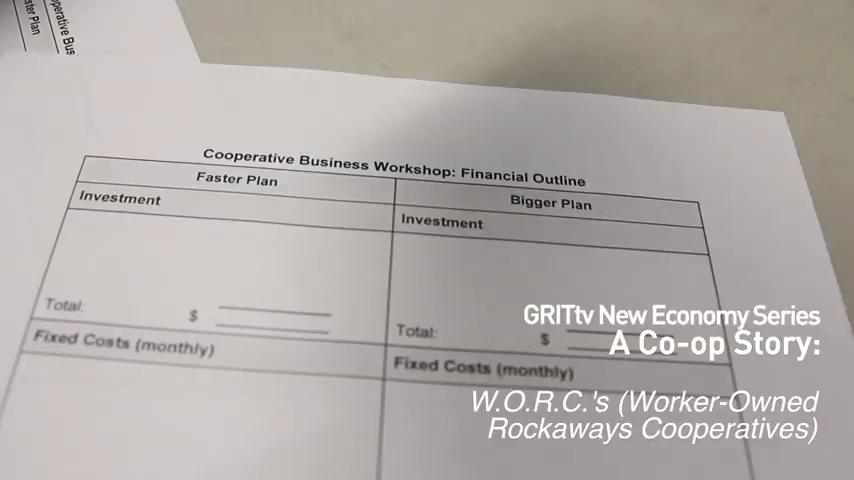 ster Plan
perative Bus
Cooperative Business Workshop: Financial Outline
Faster Plan
Bigger Plan
Investment
Investment
Total:
$
Total:
$
Fixed Costs (monthly)
Fixed Costs (monthly)
GRITtv New Economy Series
A Co-op Story:
W.O.R.C.'s (Worker-Owned
Rockaways Cooperatives)